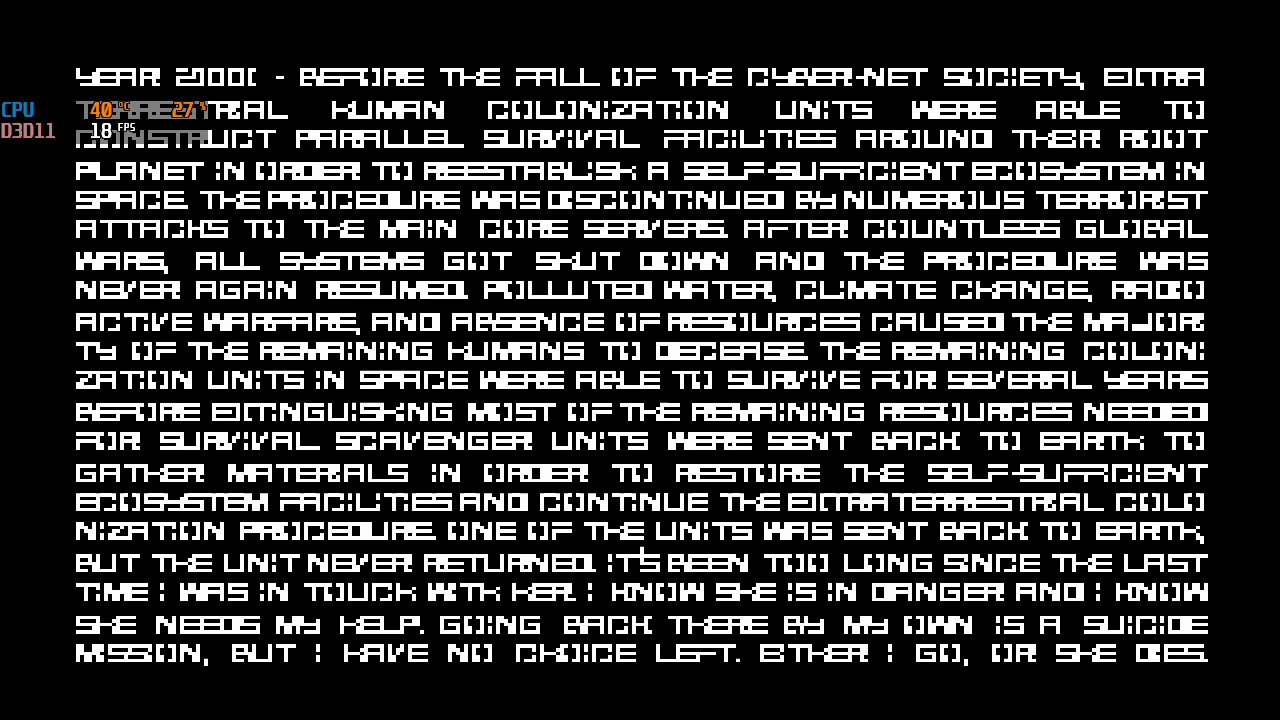 YEAR 21000 - BEFORE THE FALL OF THE CYBER-NET SOCIETY, EXTRA
TERRESTRIAL HUMAN COLONIZATION UNITS WERE ABLE TO
CONSTRUCT PARALLEL SURVIVAL FACILITIES AROUND THEIR ROOT
PLANET IN ORDER TO REESTABLISH A SELF-SUFFICIENT ECOSYSTEM IN
SPACE. THE PROCEDURE WAS DISCONTINUED BY NUMEROUS TERRORIST
ATTACKS TO THE MAIN CORE SERVERS. AFTER COUNTLESS GLOBAL
WARS, ALL SYSTEMS GOT SHUT DOWN AND THE PROCEDURE WAS
NEVER AGAIN RESUMED. POLLUTED WATER, CLIMATE CHANGE, RADIO
ACTIVE WARFARE, AND ABSENCE OF RESOURCES CAUSED THE MAJORI
TY OF THE REMAINING HUMANS TO DECEASE. THE REMAINING COLONI
ZATION UNITS IN SPACE WERE ABLE TO SURVIVE FOR SEVERAL YEARS
BEFORE EXTINGUISHING MOST OF THE REMAINING RESOURCES NEEDED
FOR SURVIVAL SCAVENGER UNITS WERE SENT BACK TO EARTH TO
GATHER MATERIALS IN ORDER TO RESTORE THE SELF-SUFFICIENT
ECOSYSTEM FACILITIES AND CONTINUE THE EXTRATERRESTRIAL COLO
NIZATION PROCEDURE. ONE OF THE UNITS WAS SENT BACK TO EARTH,
BUT THE UNIT NEVER RETURNED. IT'S BEEN TOO LONG SINCE THE LAST
TIME I WAS IN TOUCH WITH HER. I KNOW SHE IS IN DANGER AND I KNOW
SHE NEEDS MY HELP. GOING BACK THERE BY MY OWN IS A SUICIDE
MISSION, BUT I HAVE NO CHOICE LEFT. EITHER I GO, OR SHE DIES.
CPU 40 °C 27 %
D3D11 18 FPS